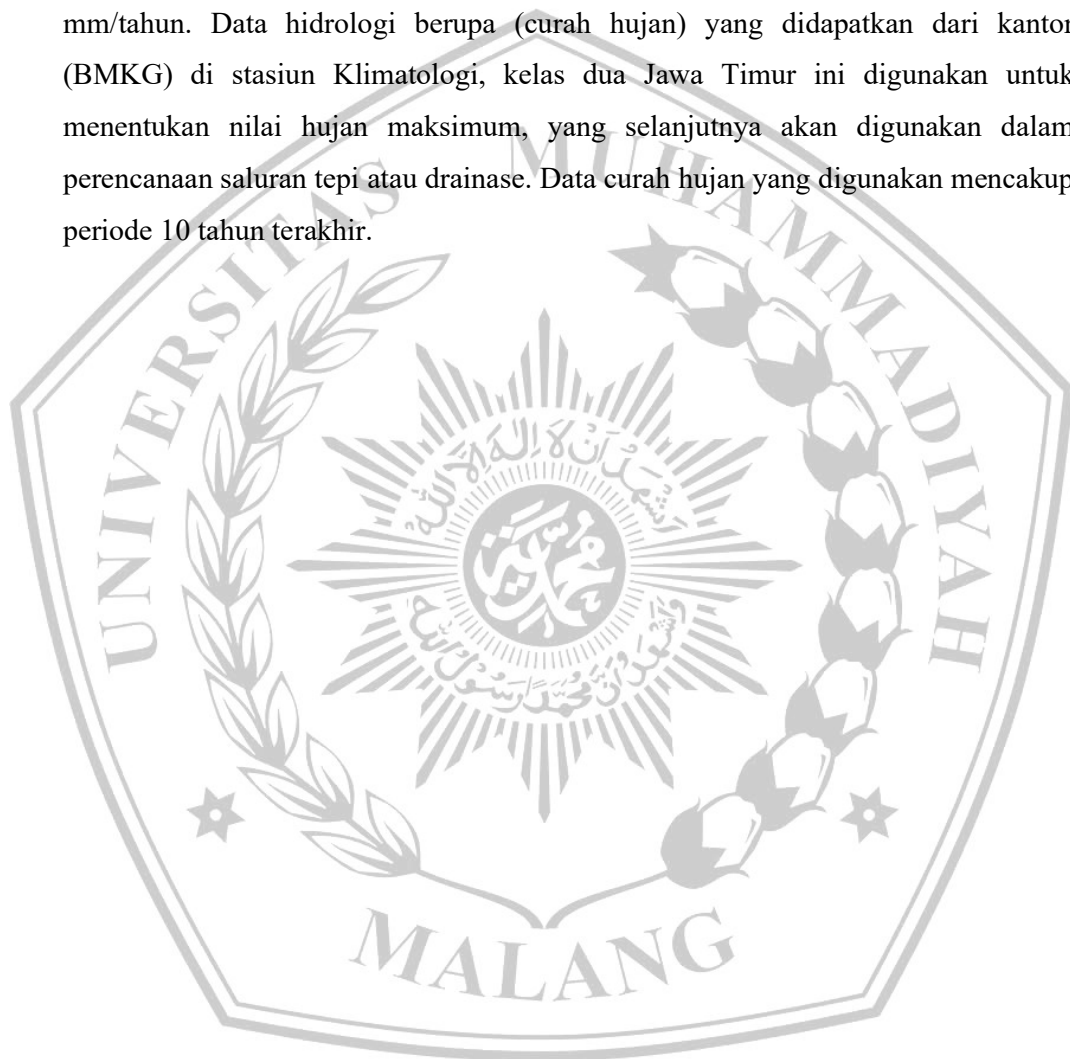 mm/tahun. Data hidrologi berupa (curah hujan) yang didapatkan dari kantor
(BMKG) di stasiun Klimatologi, kelas dua Jawa Timur ini digunakan untuk
menentukan nilai hujan maksimum, yang selanjutnya akan digunakan dalam
perencanaan saluran tepi atau drainase. Data curah hujan yang digunakan mencakup
periode 10 tahun terakhir.
UNIVERSITAS MUHAMMADIYAH
MALANG